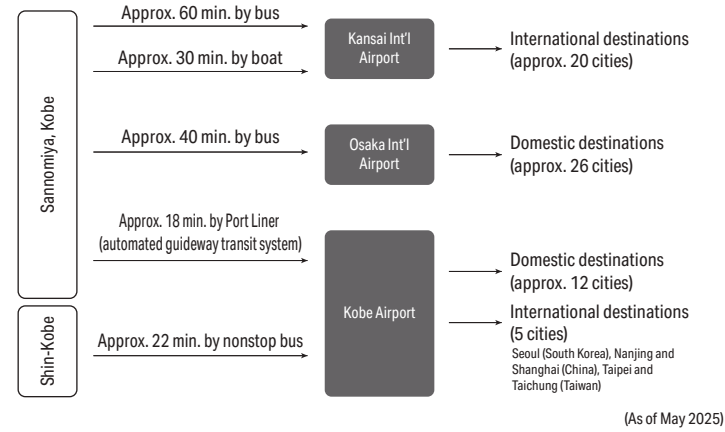 Sannomiya, Kobe
Approx. 60 min. by bus
Approx. 30 min. by boat
Kansai Int'l
Airport
International destinations
(approx. 20 cities)
Approx. 40 min. by bus
Osaka Int'l
Airport
Domestic destinations
(approx. 26 cities)
Approx. 18 min. by Port Liner
(automated guideway transit system)
Shin-Kobe
Approx. 22 min. by nonstop bus
Kobe Airport
Domestic destinations
(approx. 12 cities)
International destinations
(5 cities)
Seoul (South Korea), Nanjing and
Shanghai (China), Taipei and
Taichung (Taiwan)
(As of May 2025)